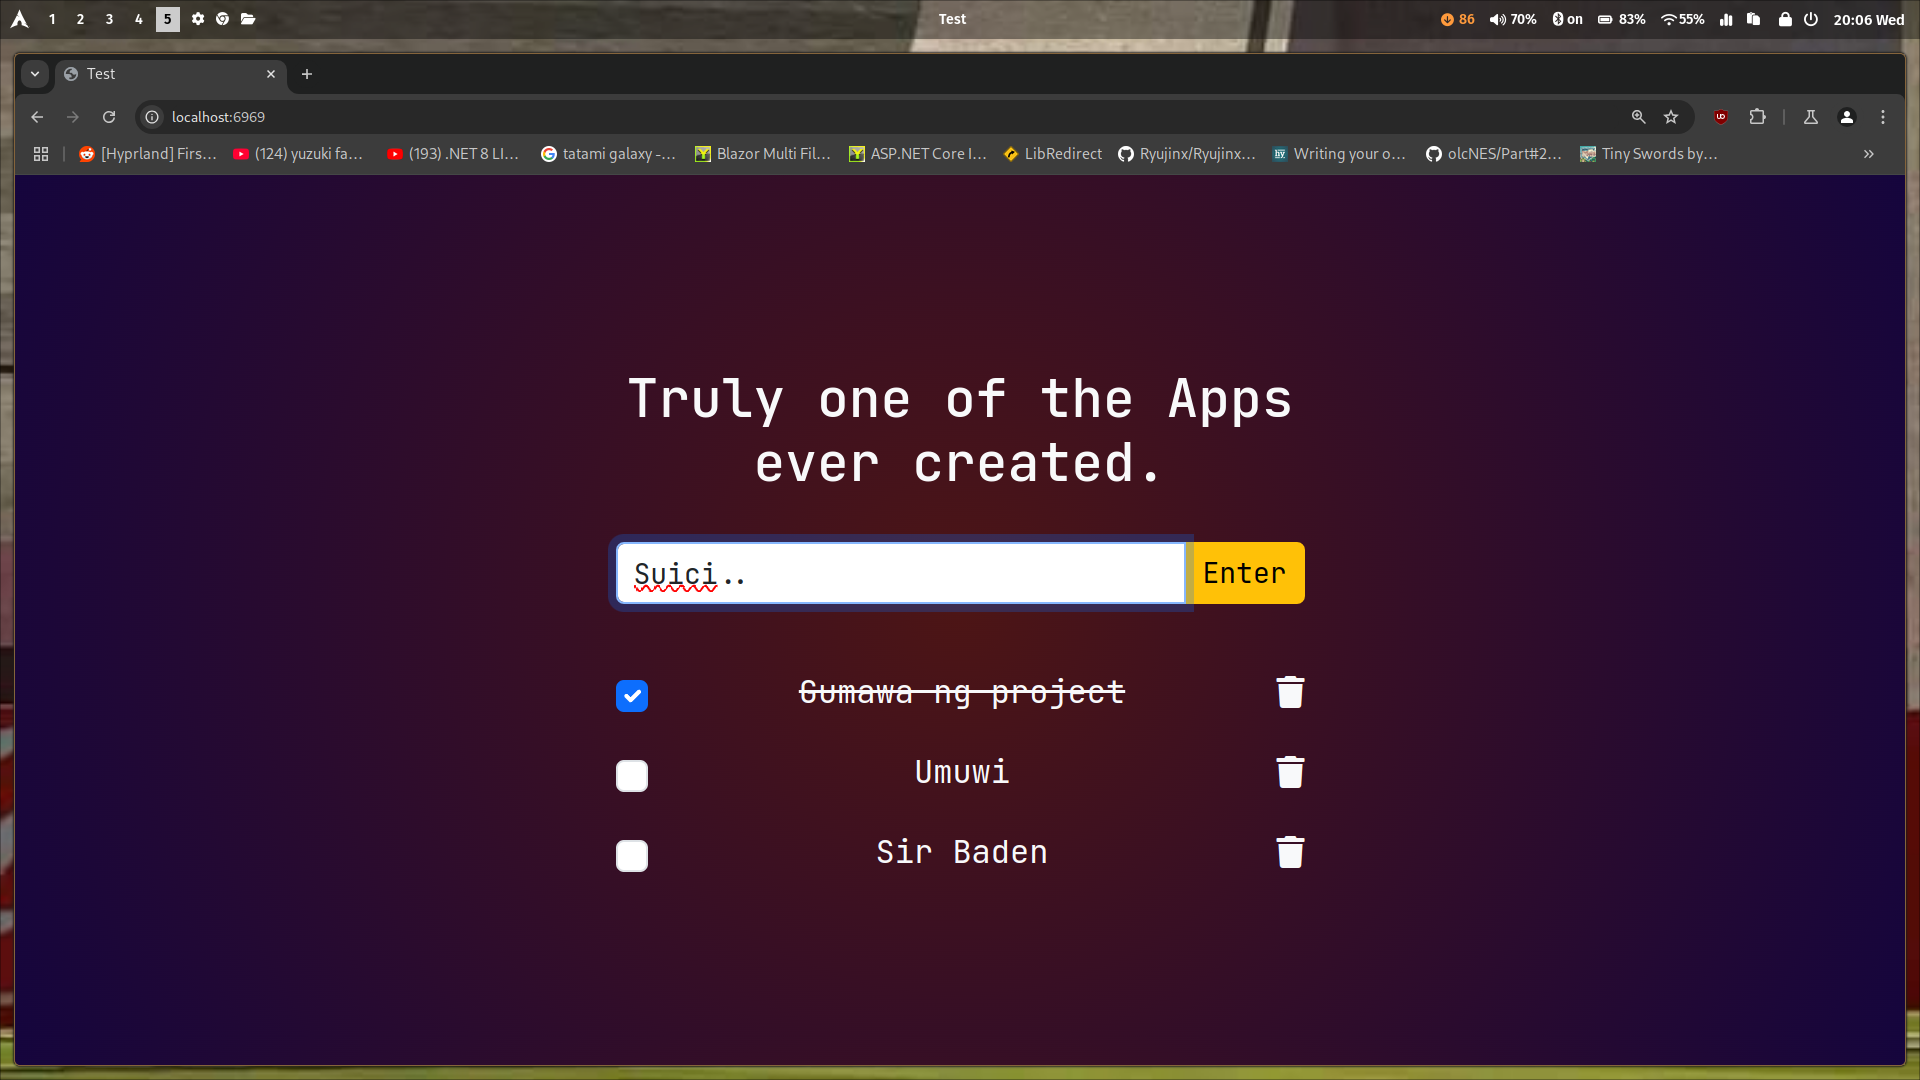 1 2 3 4 5
Test
86 70% on 83% 55% 20:06 Wed
Test
localhost:6969
[Hyprland] Firs... (124) yuzuki fa... (193) .NET 8 LI... tatami galaxy -... Blazor Multi Fil... ASP.NET Core I... LibRedirect Ryujinx/Ryujinx... Writing your o... olcNES/Part#2... Tiny Swords by...
Truly one of the Apps
ever created.
Suici.. Enter
Gumawa ng project
Umuwi
Sir Baden